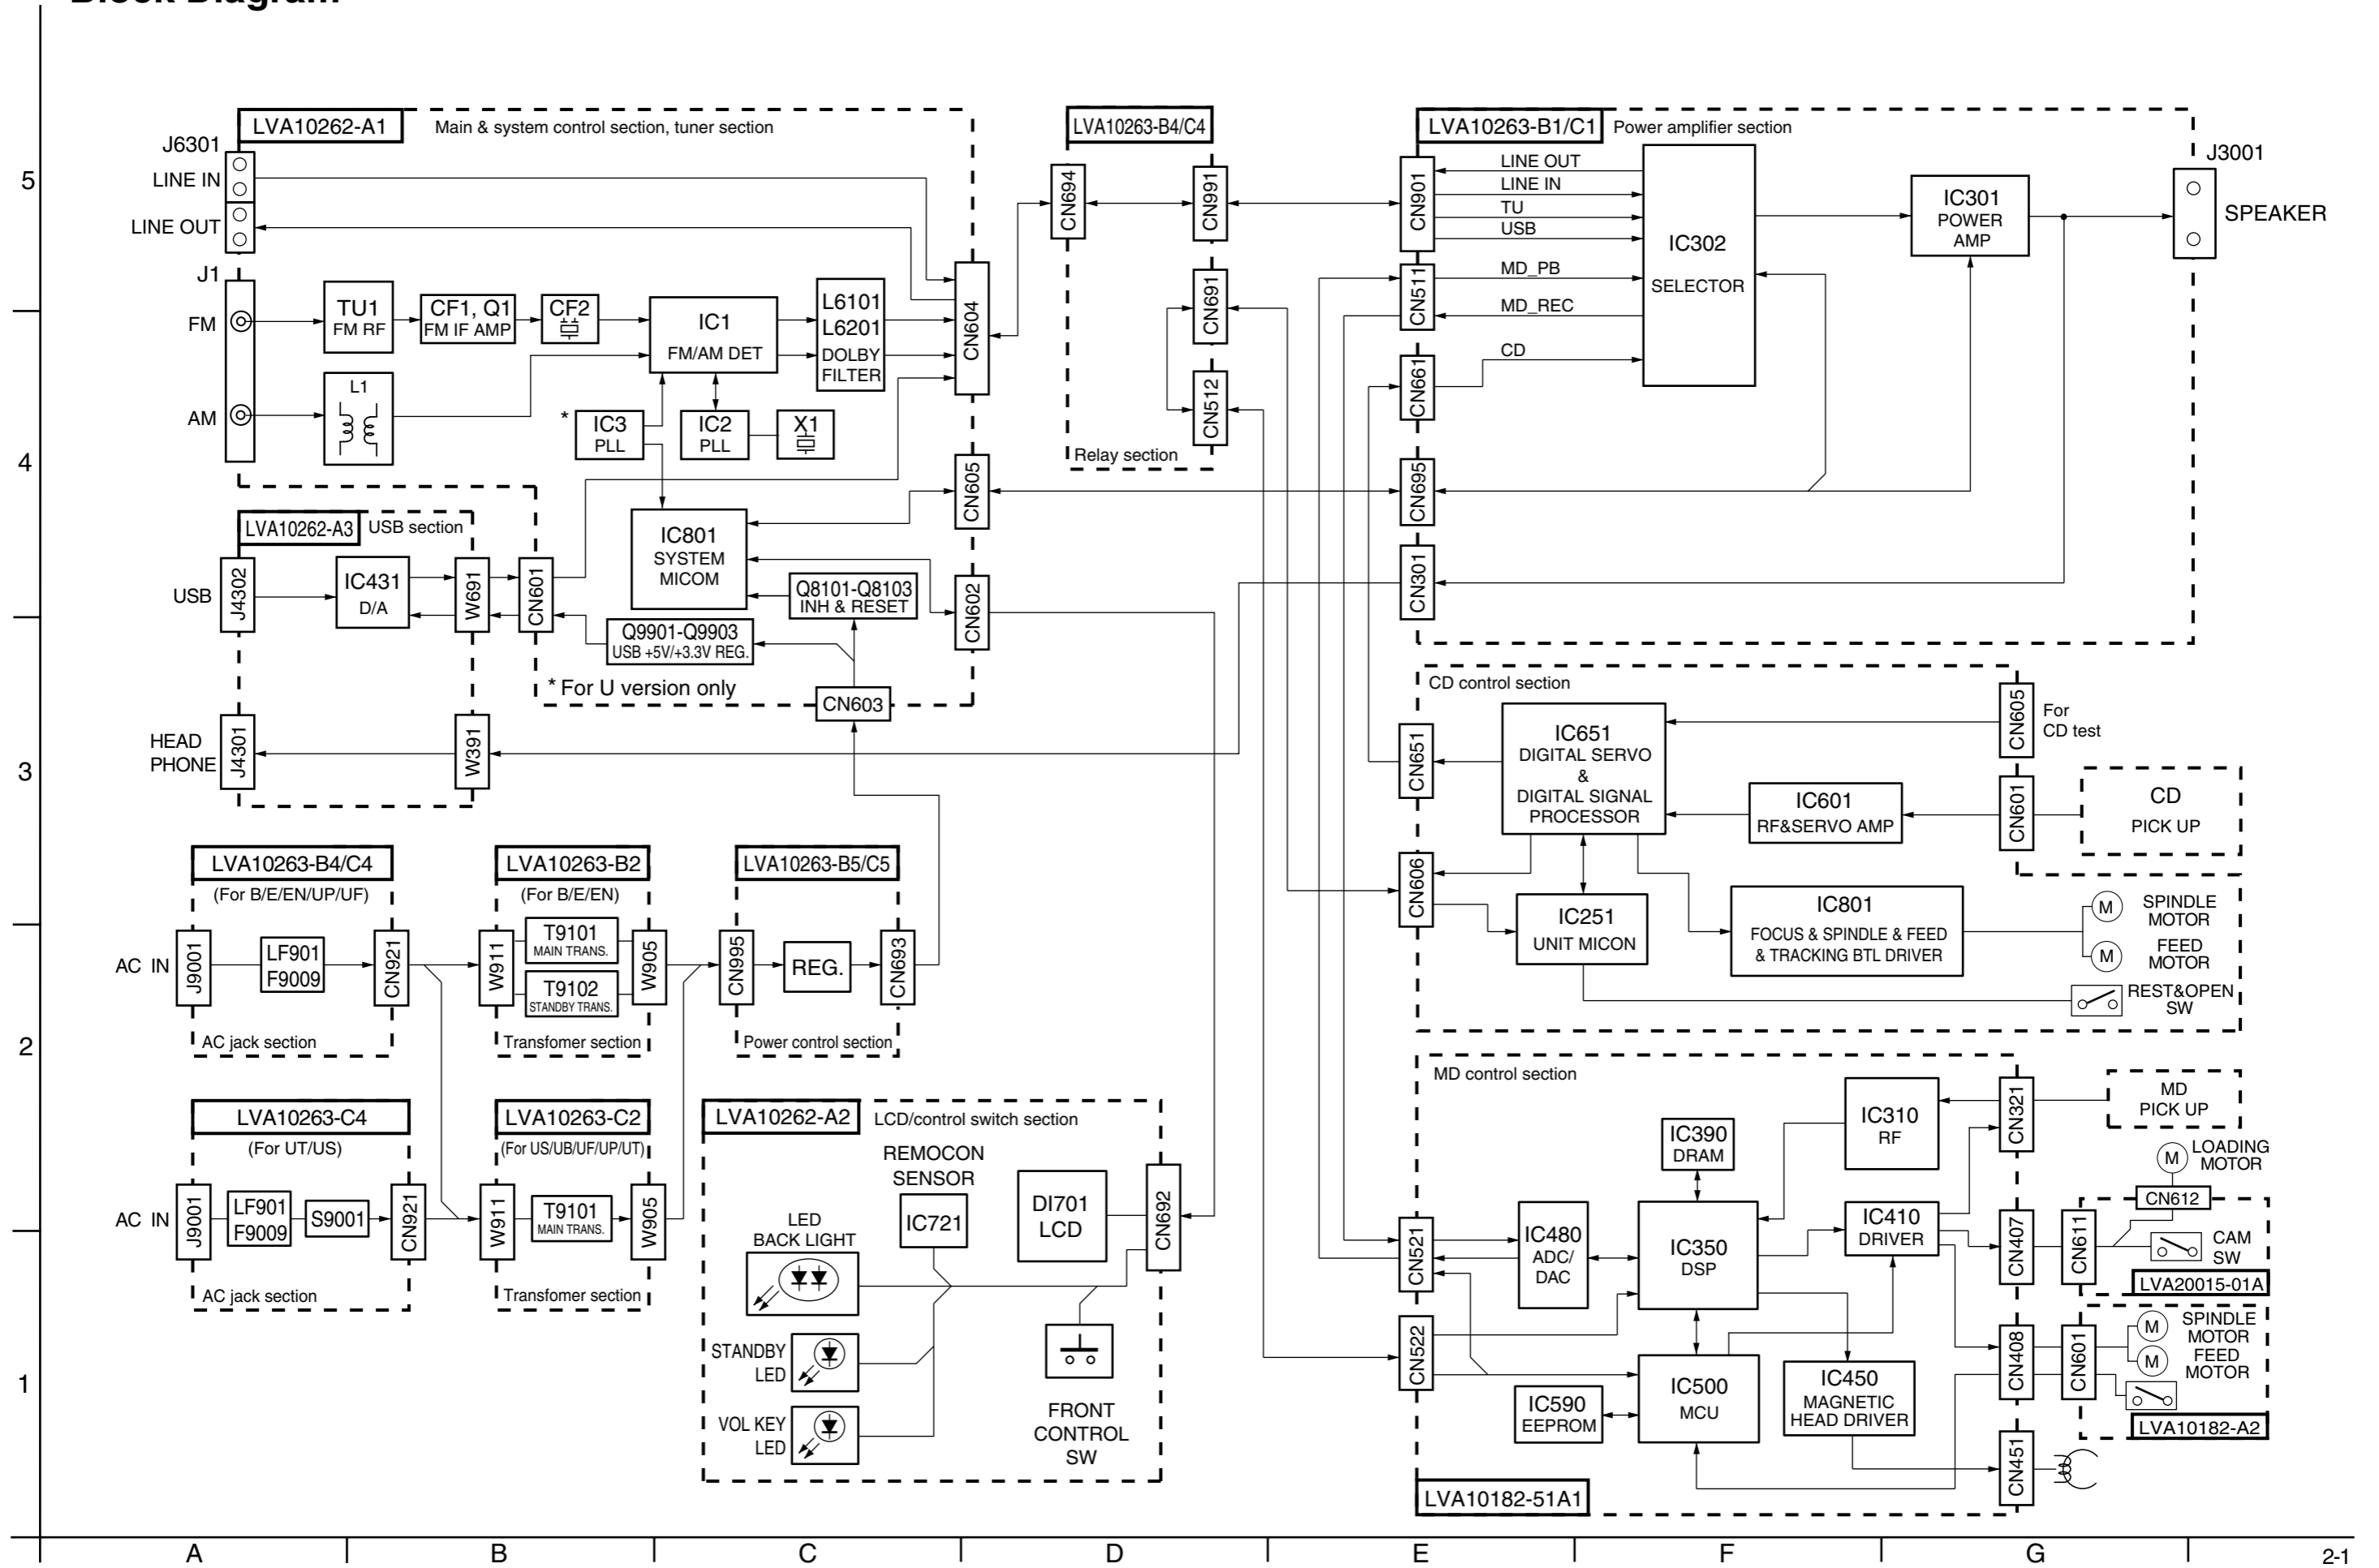 Block Diagram
5
4
3
2
1
LVA10262-A1
Main & system control section, tuner section
J6301
LINE IN
LINE OUT
J1
FM
AM
TU1
FM RF
CF1, Q1
FM IF AMP
CF2
IC1
FM/AM DET
L6101
L6201
DOLBY
FILTER
L1
*
IC3
PLL
IC2
PLL
X1
CN604
CN605
CN602
IC801
SYSTEM
MICOM
Q8101-Q8103
INH & RESET
Q9901-Q9903
USB +5V/+3.3V REG.
* For U version only
CN603
LVA10262-A3
USB section
USB
J4302
IC431
D/A
W691
CN601
HEAD
PHONE
J4301
W391
LVA10263-B4/C4
CN694
CN991
CN691
CN512
Relay section
LVA10263-B1/C1
Power amplifier section
CN901
LINE OUT
LINE IN
TU
USB
CN511
MD_PB
MD_REC
CN661
CD
CN695
CN301
IC302
SELECTOR
IC301
POWER
AMP
J3001
SPEAKER
CD control section
IC651
DIGITAL SERVO
&
DIGITAL SIGNAL
PROCESSOR
CN651
CN606
CN605
For
CD test
IC601
RF&SERVO AMP
CN601
CD
PICK UP
IC251
UNIT MICON
IC801
FOCUS & SPINDLE & FEED
& TRACKING BTL DRIVER
M
SPINDLE
MOTOR
M
FEED
MOTOR
REST&OPEN
SW
LVA10263-B4/C4
(For B/E/EN/UP/UF)
AC IN
J9001
LF901
F9009
CN921
AC jack section
LVA10263-B2
(For B/E/EN)
W911
T9101
MAIN TRANS.
T9102
STANDBY TRANS.
W905
Transfomer section
LVA10263-B5/C5
CN995
REG.
CN693
Power control section
LVA10263-C4
(For UT/US)
AC IN
J9001
LF901
F9009
S9001
CN921
AC jack section
LVA10263-C2
(For US/UB/UF/UP/UT)
W911
T9101
MAIN TRANS.
W905
Transfomer section
LVA10262-A2
LCD/control switch section
REMOCON
SENSOR
IC721
LED
BACK LIGHT
DI701
LCD
CN692
STANDBY
LED
VOL KEY
LED
FRONT
CONTROL
SW
MD control section
IC310
RF
CN321
MD
PICK UP
IC390
DRAM
M
LOADING
MOTOR
CN612
CN521
IC480
ADC/
DAC
IC350
DSP
IC410
DRIVER
CN407
CN611
CAM
SW
LVA20015-01A
CN522
IC590
EEPROM
IC500
MCU
IC450
MAGNETIC
HEAD DRIVER
CN408
CN601
M
SPINDLE
MOTOR
M
FEED
MOTOR
LVA10182-A2
CN451
LVA10182-51A1
A
B
C
D
E
F
G
2-1